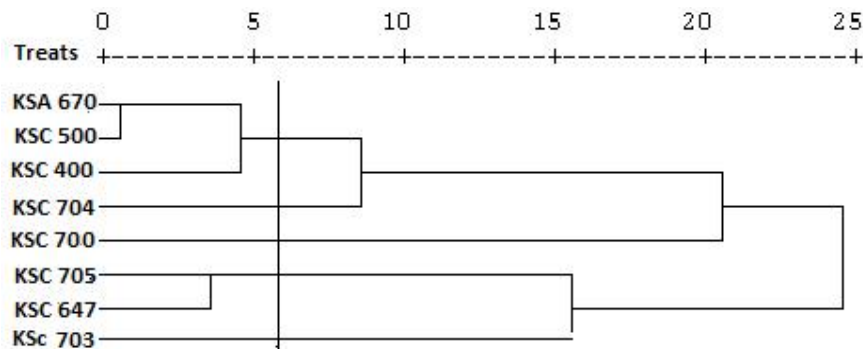 0 5 10 15 20 25
Treats +---------+---------+---------+---------+---------+
KSA 670
KSC 500
KSC 400
KSC 704
KSC 700
KSC 705
KSC 647
KSc 703